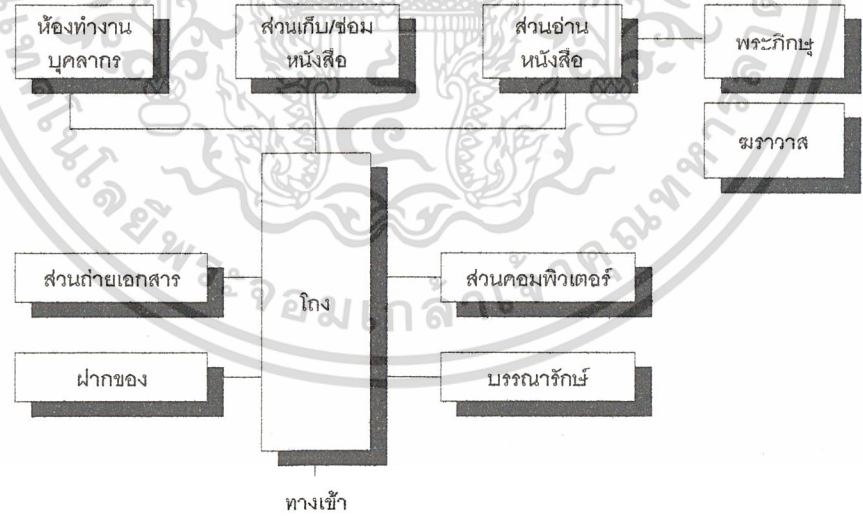 ห้องทำงาน
บุคลากร
ส่วนเก็บ/ซ่อม
หนังสือ
ส่วนอ่าน
หนังสือ
พระภิกษุ
ฆราวาส
ส่วนถ่ายเอกสาร
โถง
ส่วนคอมพิวเตอร์
ฝากของ
บรรณารักษ์
ทางเข้า